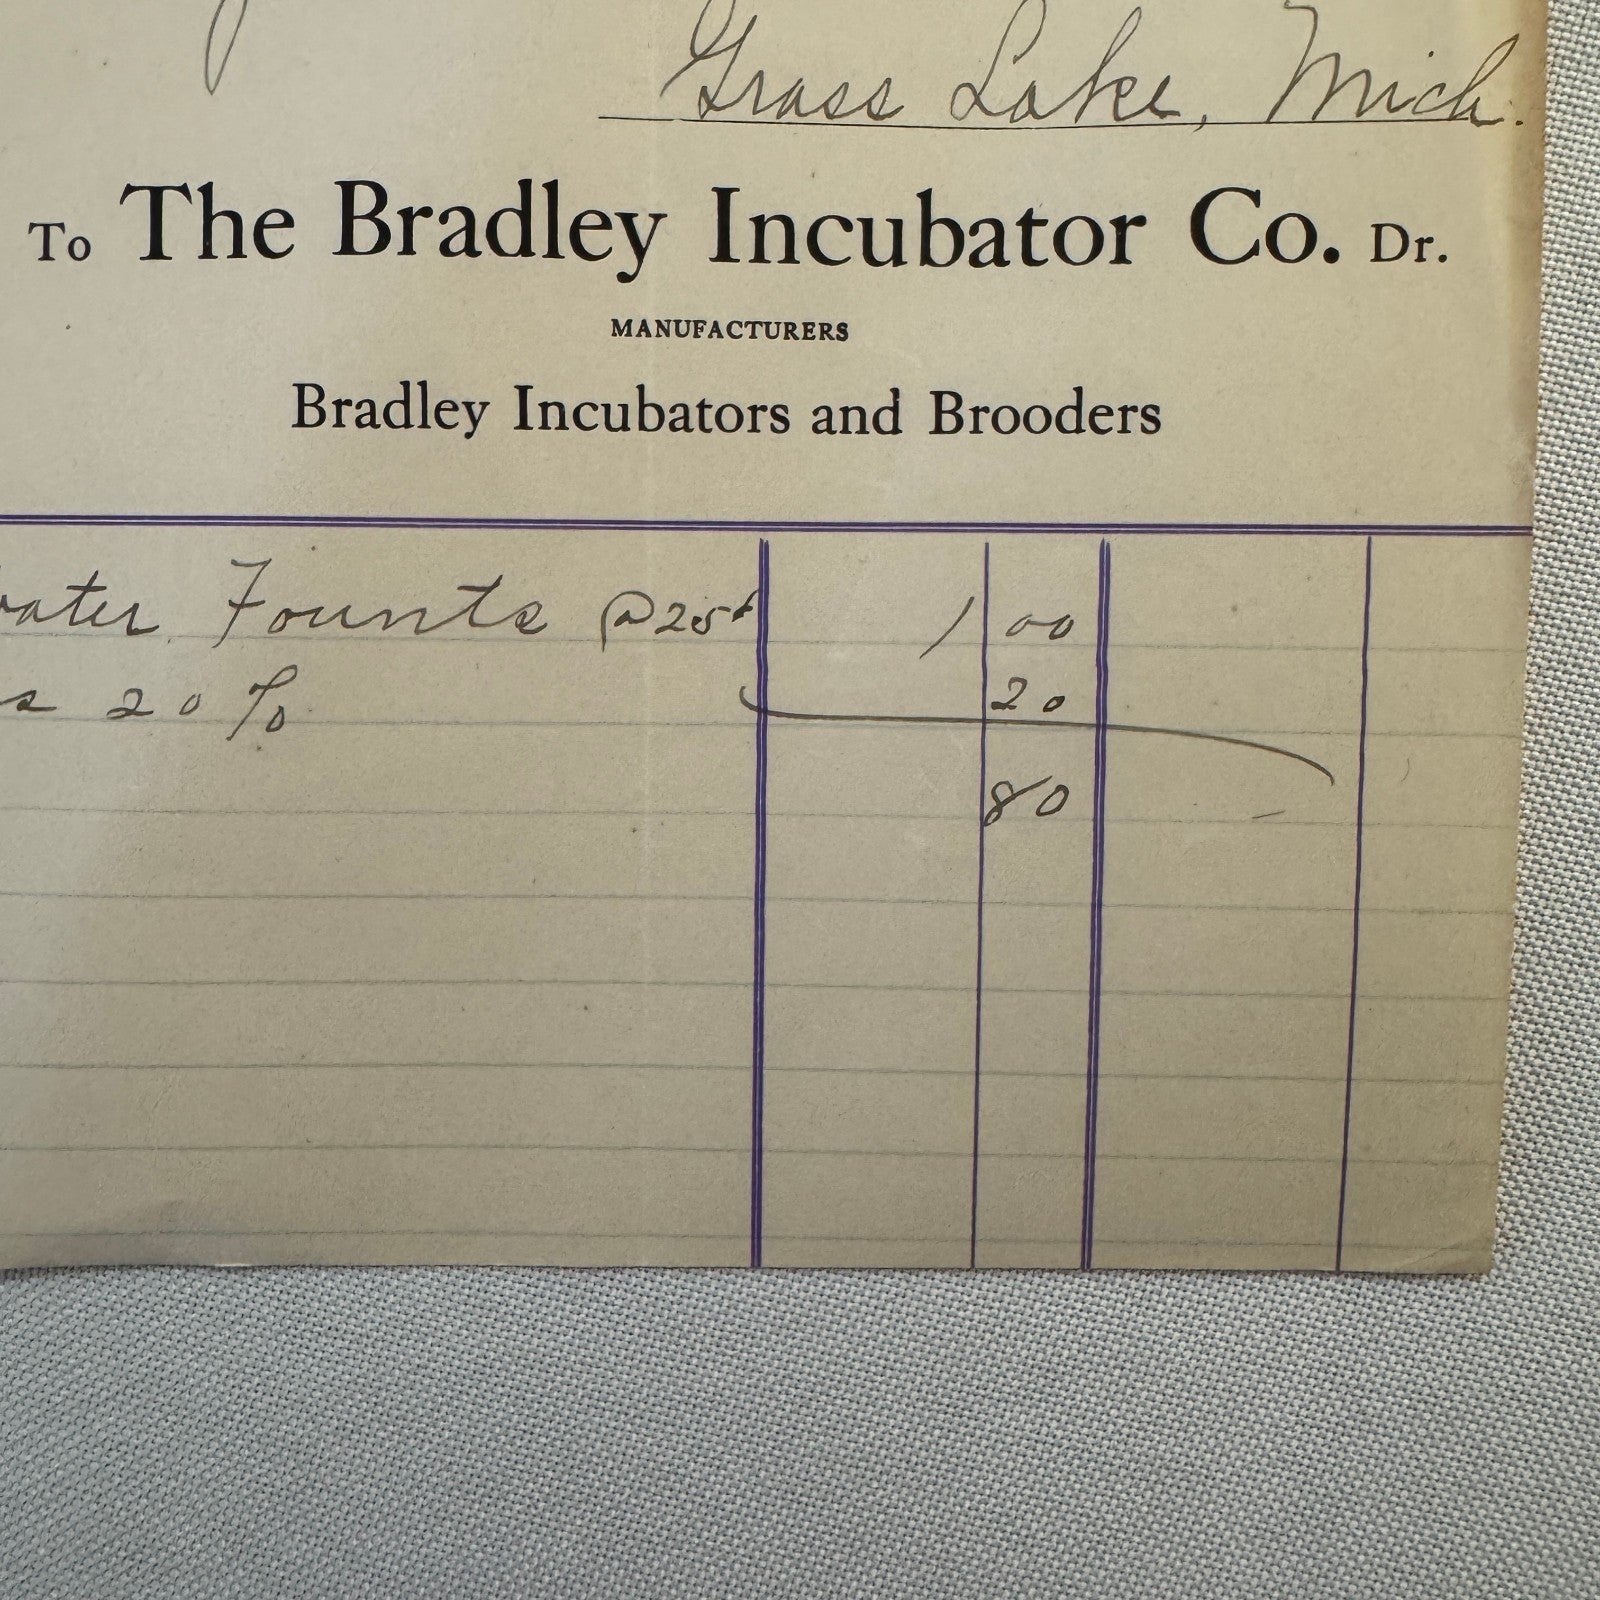 Grass Lake, Mich.
To The Bradley Incubator Co. Dr.
MANUFACTURERS
Bradley Incubators and Brooders
ater Founts @ 25¢ 1 00
s 20 % 20
80